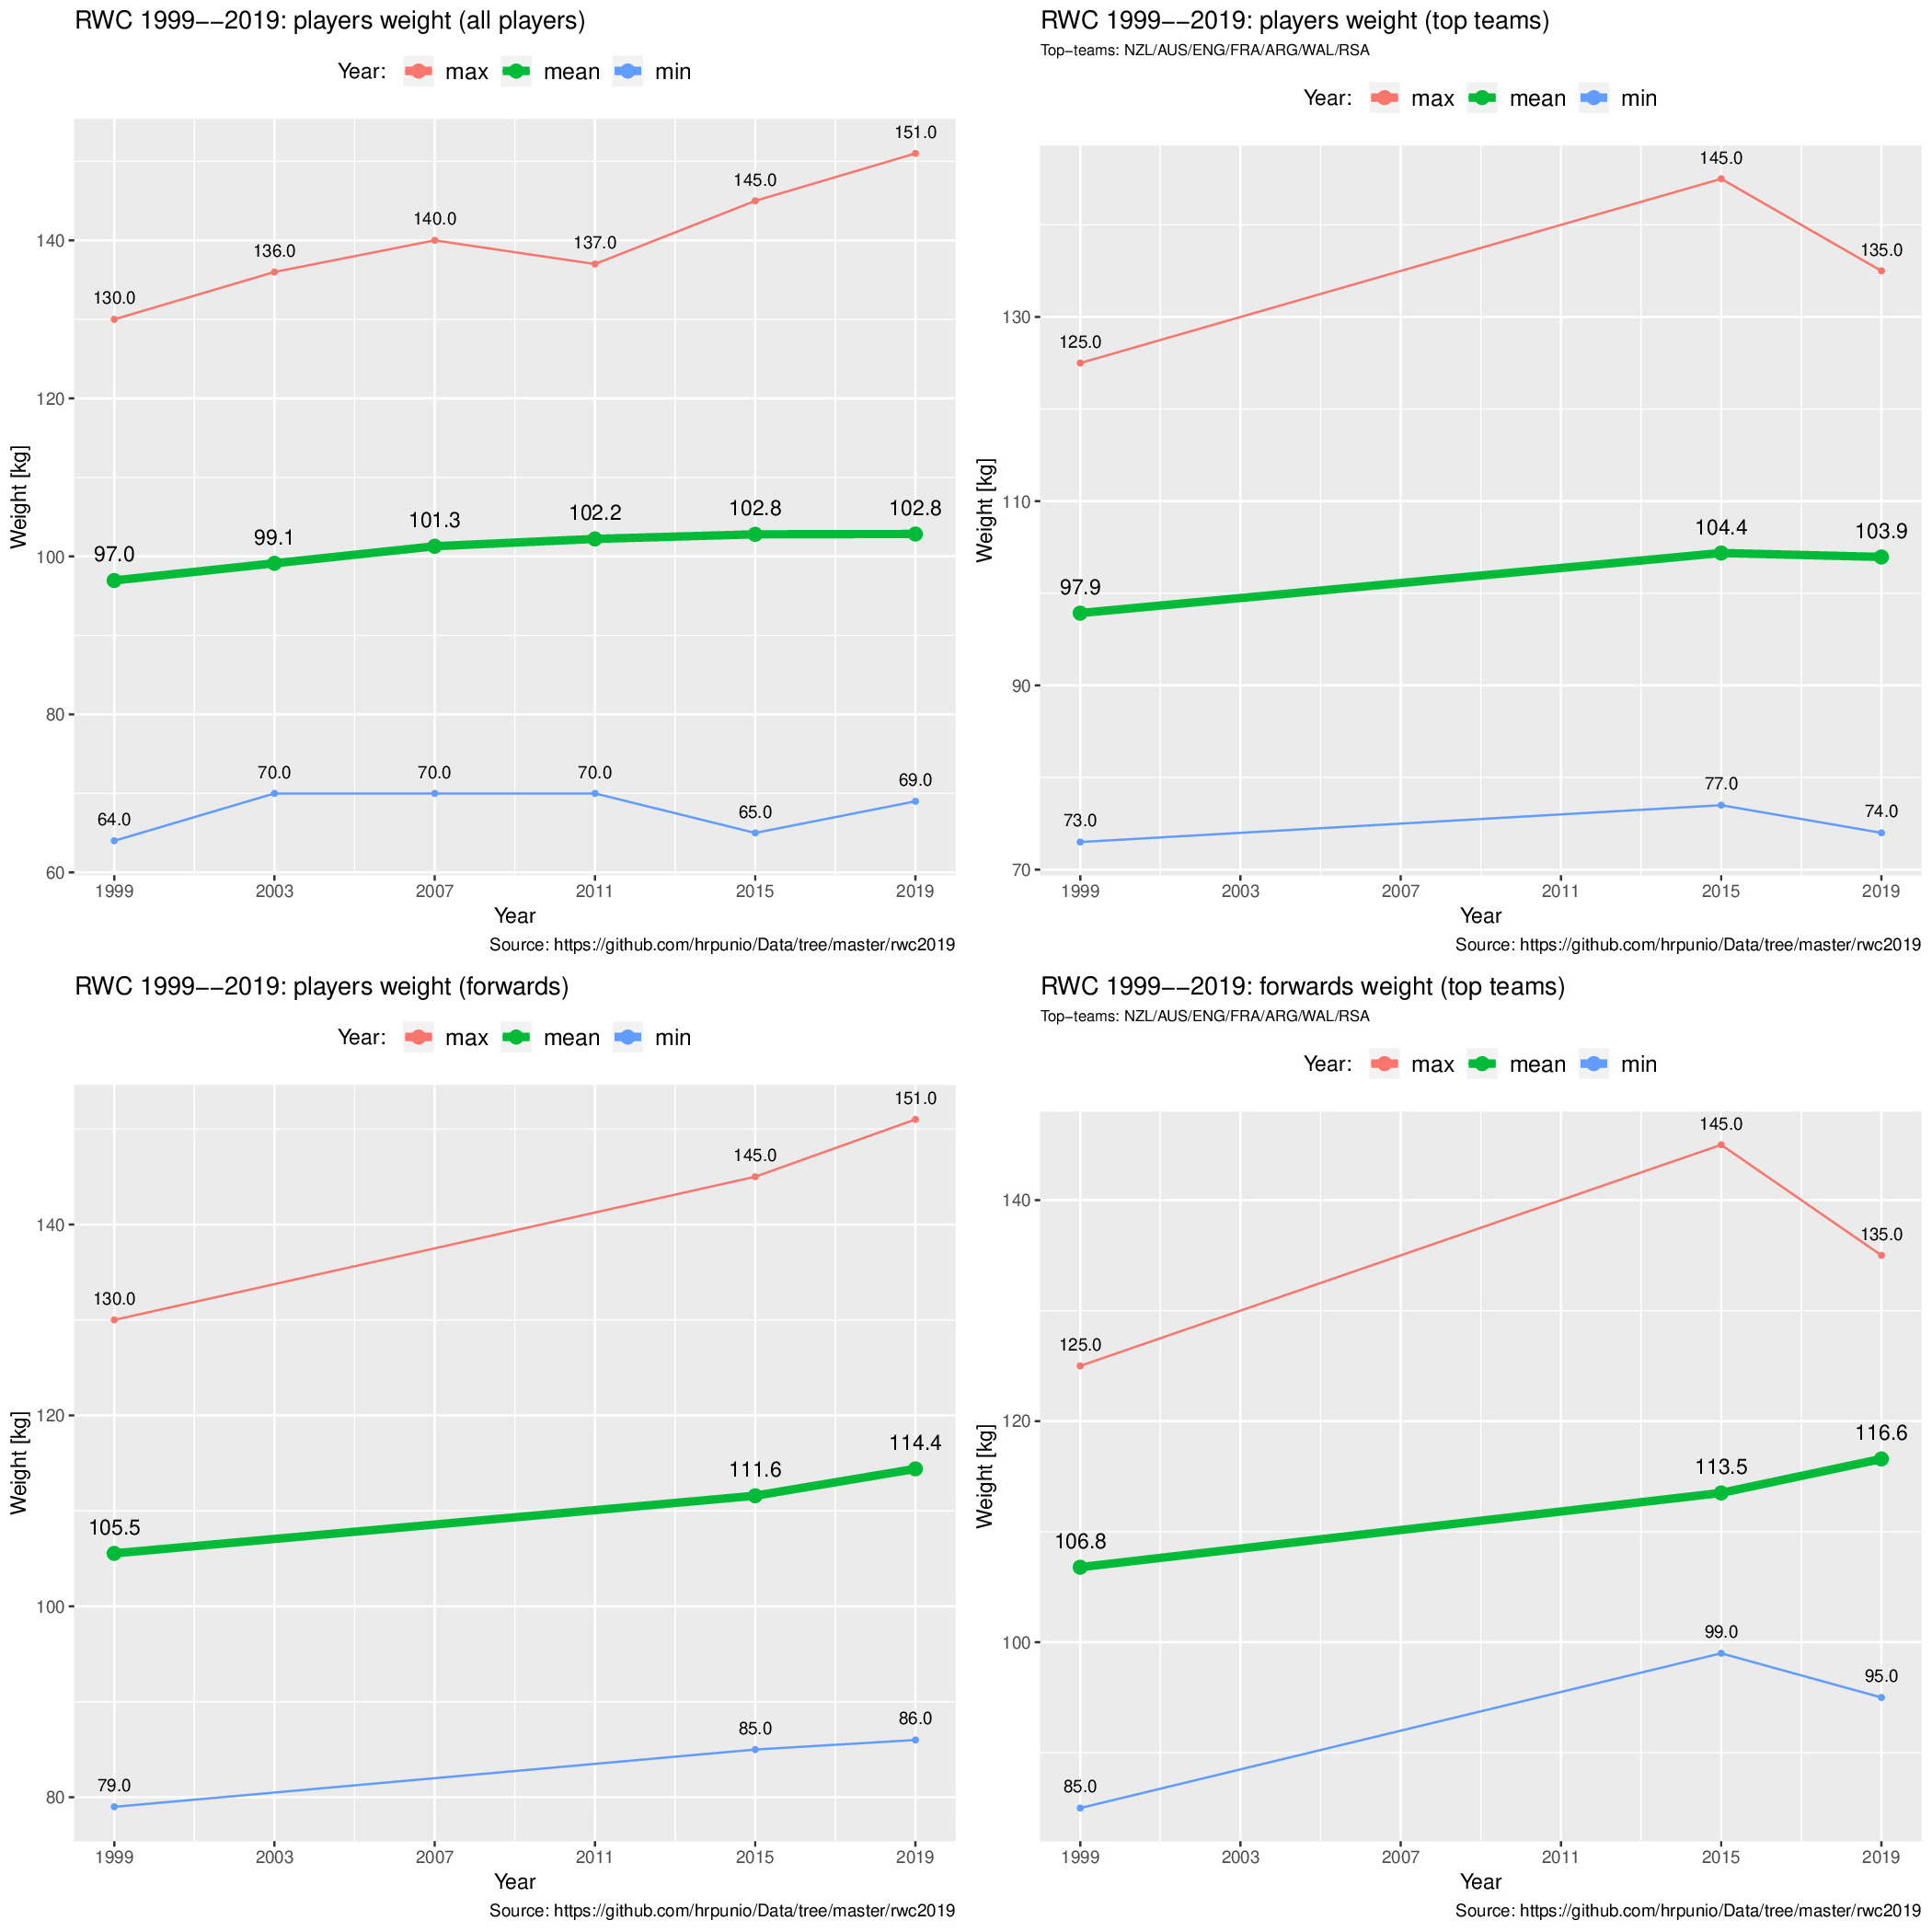 RWC 1999−−2019: players weight (all players)
Year: max mean min
151.0
145.0
140.0
137.0
136.0
130.0
102.8
102.8
102.2
101.3
99.1
97.0
70.0
70.0
70.0
69.0
65.0
64.0
140
120
100
80
60
Weight [kg]
1999 2003 2007 2011 2015 2019
Year
Source: https://github.com/hrpunio/Data/tree/master/rwc2019
RWC 1999−−2019: players weight (top teams)
Top−teams: NZL/AUS/ENG/FRA/ARG/WAL/RSA
Year: max mean min
145.0
135.0
125.0
104.4
103.9
97.9
77.0
74.0
73.0
130
110
90
70
Weight [kg]
1999 2003 2007 2011 2015 2019
Year
Source: https://github.com/hrpunio/Data/tree/master/rwc2019
RWC 1999−−2019: players weight (forwards)
Year: max mean min
151.0
145.0
130.0
114.4
111.6
105.5
86.0
85.0
79.0
140
120
100
80
Weight [kg]
1999 2003 2007 2011 2015 2019
Year
Source: https://github.com/hrpunio/Data/tree/master/rwc2019
RWC 1999−−2019: forwards weight (top teams)
Top−teams: NZL/AUS/ENG/FRA/ARG/WAL/RSA
Year: max mean min
145.0
135.0
125.0
116.6
113.5
106.8
99.0
95.0
85.0
140
120
100
Weight [kg]
1999 2003 2007 2011 2015 2019
Year
Source: https://github.com/hrpunio/Data/tree/master/rwc2019